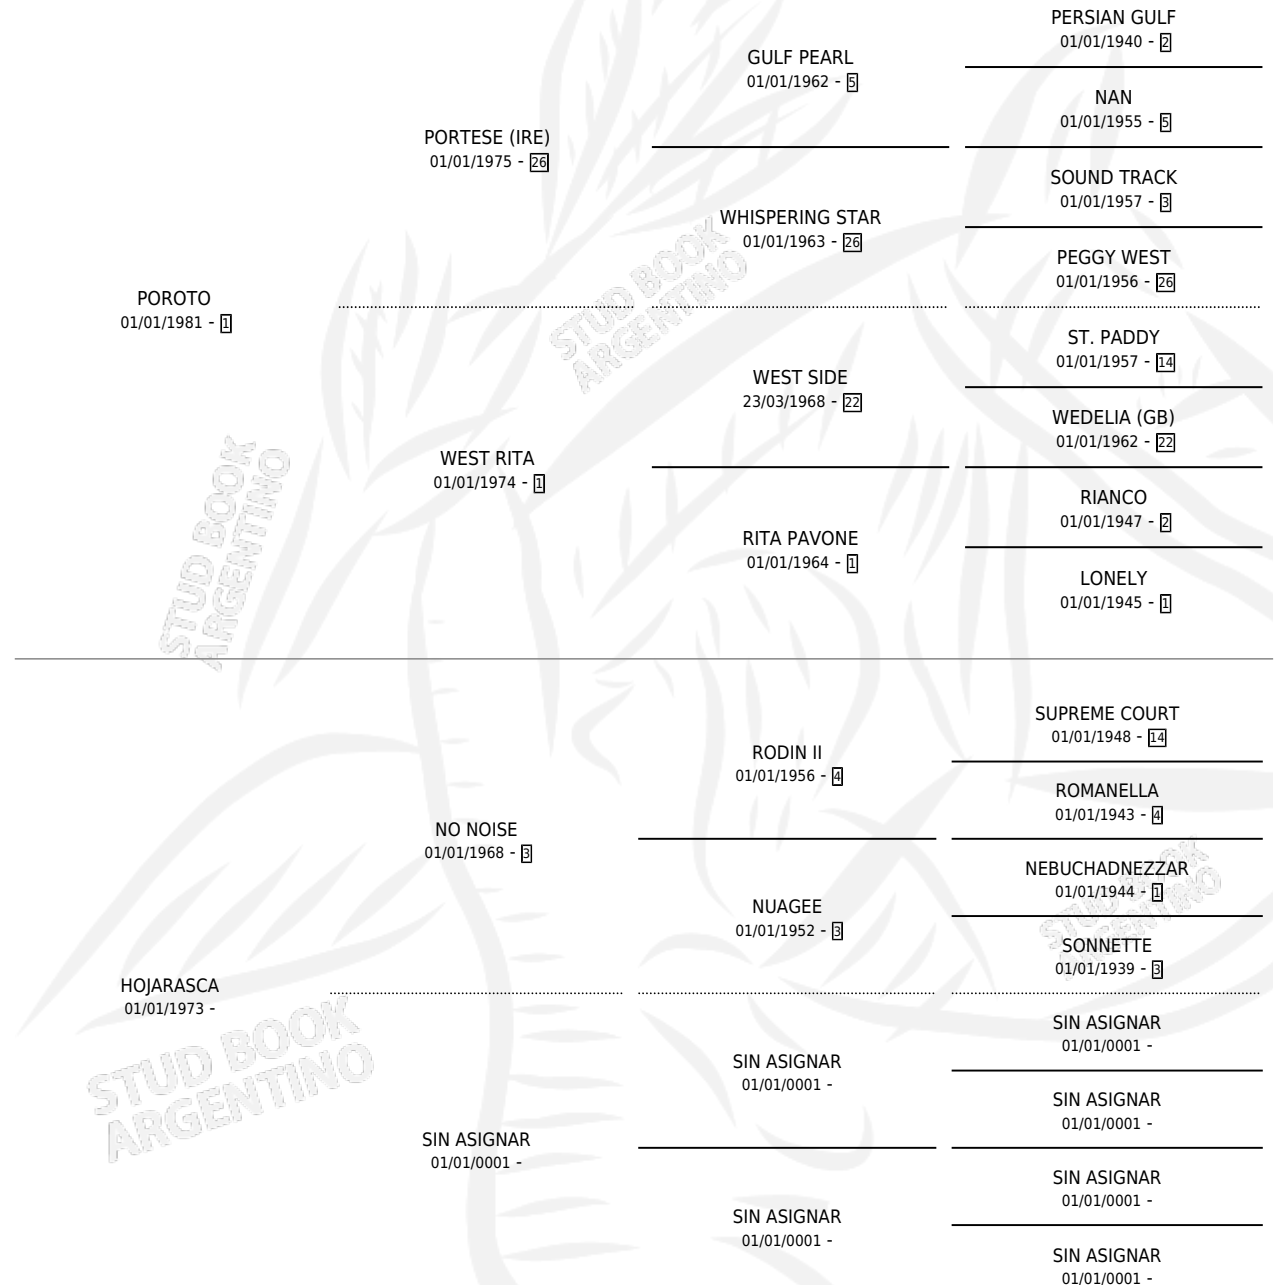 PERSIAN GULF
01/01/1940 - 2
GULF PEARL
01/01/1962 - 5
NAN
01/01/1955 - 5
PORTESE (IRE)
01/01/1975 - 26
SOUND TRACK
01/01/1957 - 3
WHISPERING STAR
01/01/1963 - 26
PEGGY WEST
01/01/1956 - 26
POROTO
01/01/1981 - 1
ST. PADDY
01/01/1957 - 14
WEST SIDE
23/03/1968 - 22
WEDELIA (GB)
01/01/1962 - 22
WEST RITA
01/01/1974 - 1
RIANCO
01/01/1947 - 2
RITA PAVONE
01/01/1964 - 1
LONELY
01/01/1945 - 1
SUPREME COURT
01/01/1948 - 14
RODIN II
01/01/1956 - 4
ROMANELLA
01/01/1943 - 4
NO NOISE
01/01/1968 - 3
NEBUCHADNEZZAR
01/01/1944 - 1
NUAGEE
01/01/1952 - 3
SONNETTE
01/01/1939 - 3
HOJARASCA
01/01/1973 -
SIN ASIGNAR
01/01/0001 -
SIN ASIGNAR
01/01/0001 -
SIN ASIGNAR
01/01/0001 -
SIN ASIGNAR
01/01/0001 -
SIN ASIGNAR
01/01/0001 -
SIN ASIGNAR
01/01/0001 -
SIN ASIGNAR
01/01/0001 -
STUD BOOK
ARGENTINO
STUD BOOK
ARGENTINO
STUD BOOK
ARGENTINO
STUD BOOK
ARGENTINO